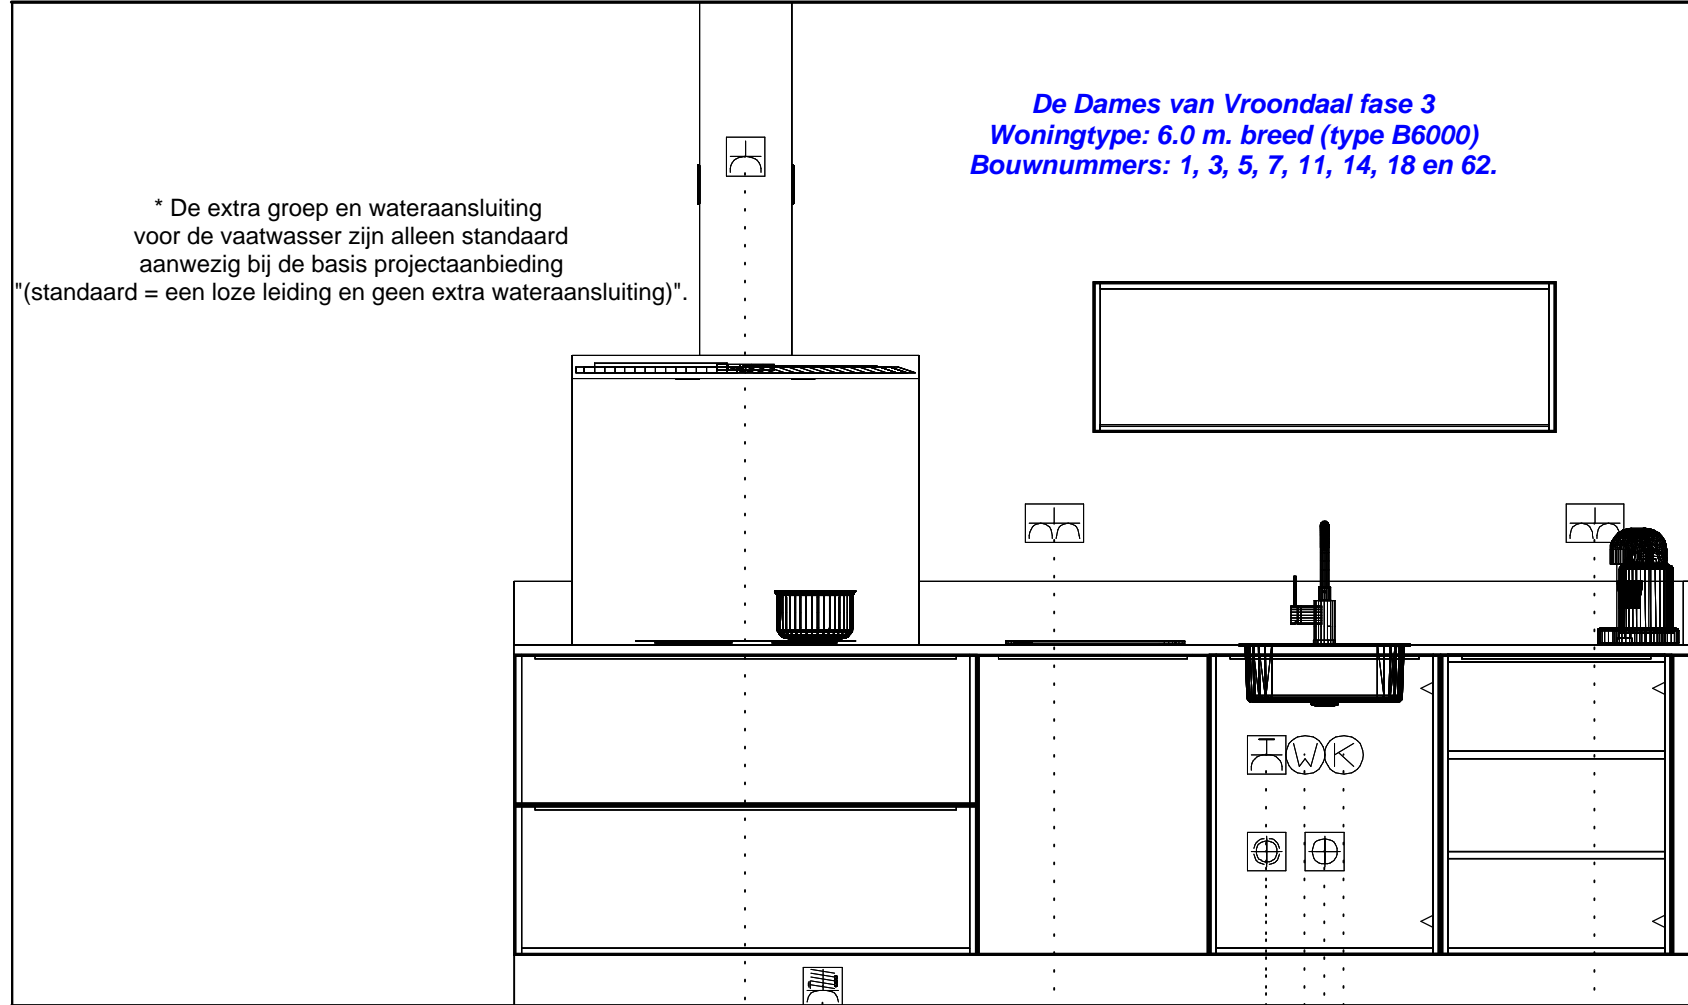 De Dames van Vroondaal fase 3
Woningtype: 6.0 m. breed (type B6000)
Bouwnummers: 1, 3, 5, 7, 11, 14, 18 en 62.
* De extra groep en wateraansluiting
voor de vaatwasser zijn alleen standaard
aanwezig bij de basis projectaanbieding
"(standaard = een loze leiding en geen extra wateraansluiting)".
W K